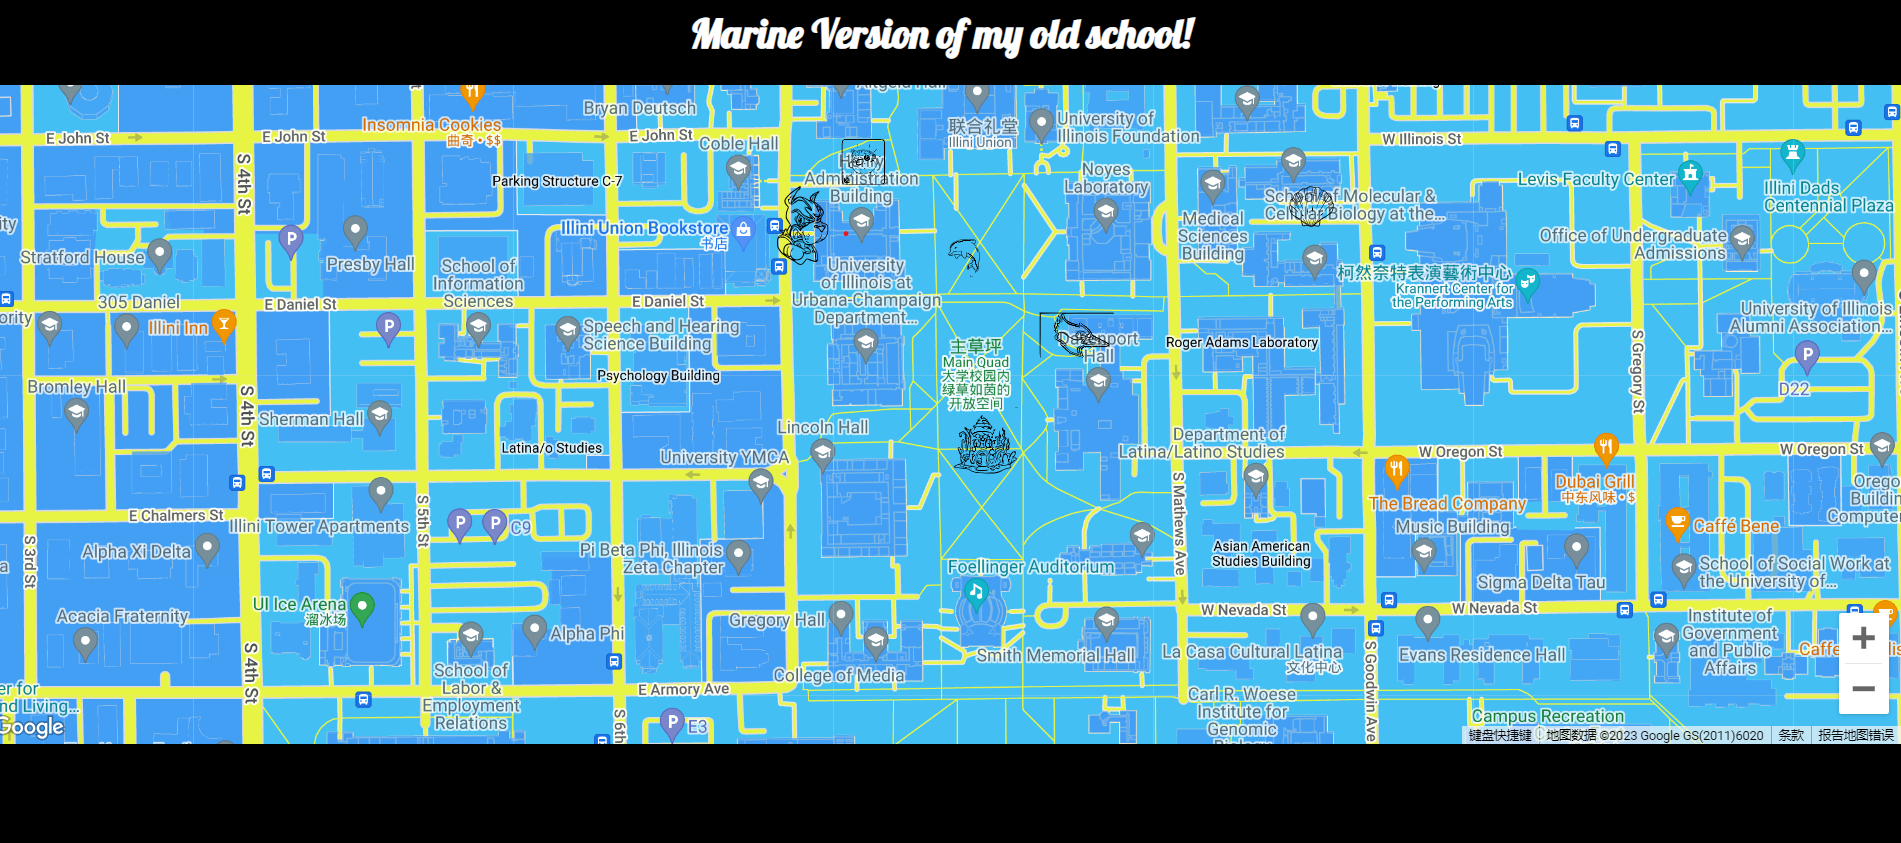 Marine Version of my old school!
Bryan Deutsch
Insomnia Cookies
曲奇 • $$
E John St
E John St
E John St
Coble Hall
联合礼堂
Illini Union
University of
Illinois Foundation
W Illinois St
S 4th St
Parking Structure C-7
Administration
Building
Noyes
Laboratory
Levis Faculty Center
Illini Dads
Centennial Plaza
School of Molecular &
Cellular Biology at the...
Illini Union Bookstore
书店
Medical
Sciences
Building
Office of Undergraduate
Admissions
Stratford House
Presby Hall
School of
Information
Sciences
University
of Illinois at
Urbana-Champaign
Department...
柯然奈特表演藝術中心
Krannert Center for
the Performing Arts
305 Daniel
E Daniel St
E Daniel St
University of Illinois
Alumni Association...
Illini Inn
Speech and Hearing
Science Building
Davenport
Hall
Roger Adams Laboratory
主草坪
Main Quad
大学校园内
绿草如茵的
开放空间
Psychology Building
S Gregory St
Bromley Hall
D22
S 4th St
Sherman Hall
Lincoln Hall
Latina/o Studies
University YMCA
Department of
Latina/Latino Studies
W Oregon St
W Oregon St
Dubai Grill
中东风味 • $
The Bread Company
Music Building
Caffé Bene
S 5th St
E Chalmers St
Illini Tower Apartments
C9
S Mathews Ave
S 3rd St
Alpha Xi Delta
Pi Beta Phi, Illinois
Zeta Chapter
Asian American
Studies Building
Foellinger Auditorium
School of Social Work at
the University of...
Sigma Delta Tau
UI Ice Arena
溜冰场
Acacia Fraternity
Alpha Phi
Gregory Hall
W Nevada St
W Nevada St
Institute of
Government
and Public
Affairs
Smith Memorial Hall
La Casa Cultural Latina
文化中心
Evans Residence Hall
S 4th St
School of
Labor &
Employment
Relations
College of Media
S Goodwin Ave
E Armory Ave
S 6th
E3
Carl R. Woese
Institute for
Genomic
Campus Recreation
Google
键盘快捷键
地图数据 ©2023 Google GS(2011)6020
条款
报告地图错误